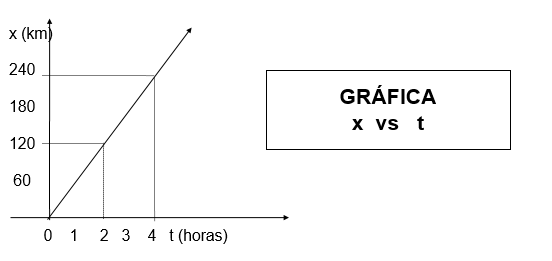 x (km)
240
180
120
60
0 1 2 3 4 t (horas)
GRÁFICA
x vs t